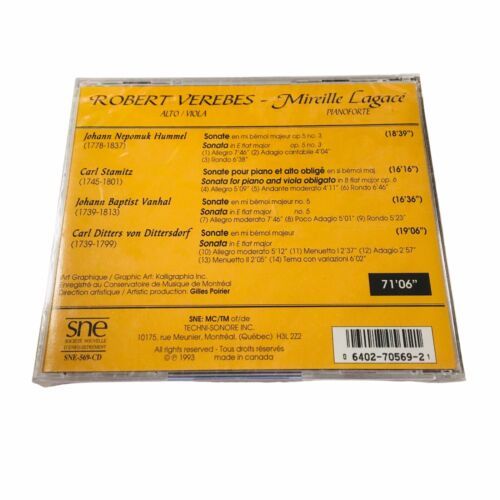 ROBERT VEREBES - Mireille Lagacé
ALTO / VIOLA PIANOFORTE
Johann Nepomuk Hummel Sonate en mi bémol majeur op 5 no 3 (18'39")
(1778-1837) Sonata in E flat major op 5 no. 3
(1) Allegro 7'46" (2) Adagio cantabile 4'04"
(3) Rondo 6'38"
Carl Stamitz Sonate pour piano et alto obligé en si bémol maj. (16'16")
(1745-1801) Sonata for piano and viola obligato in B flat major op. 6
(4) Allegro 5'09" (5) Andante moderato 4'11" (6) Rondo 6'46"
Johann Baptist Vanhal Sonate en mi bémol majeur no. 5 (16'36")
(1739-1813) Sonata in E flat major no. 5
(7) Allegro moderato 6'02" (8) Poco Adagio 5'01" (9) Rondo 5'23"
Carl Ditters von Dittersdorf Sonate en mi bémol majeur (19'06")
(1739-1799) Sonata in E flat major
(10) Allegro moderato 5'12" (11) Menuetto 12'37" (12) Adagio 2'57"
(13) Menuetto II 2'05" (14) Tema con variazioni 6'02"
Art Graphique / Graphic Art: Kalligraphia Inc.
Enregistré au Conservatoire de Musique de Montréal
Direction artistique / Artistic production: Gilles Poirier
71'06"
sne
SOCIÉTÉ NOUVELLE
D'ENREGISTREMENT
SNE-569-CD
SNE: MC/TM of/de
TECHNI-SONORE INC.
10175, rue Meunier, Montréal, (Québec) H3L 2Z2
All rights reserved - Tous droits réservés
© ℗ 1993 made in canada
0 6402-70569-2 1